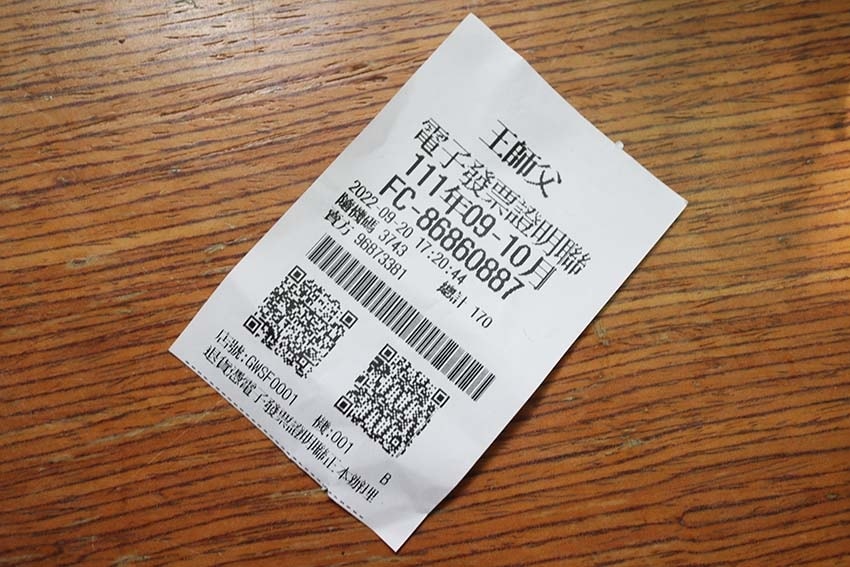 王師父
電子發票證明聯
111年09-10月
FC-86860887
2022-09-20 17:20:44
隨機碼 3743 總計 170
賣方 96873381
店號:GWSF0001 機:001 B
退貨憑電子發票證明聯正本辦理